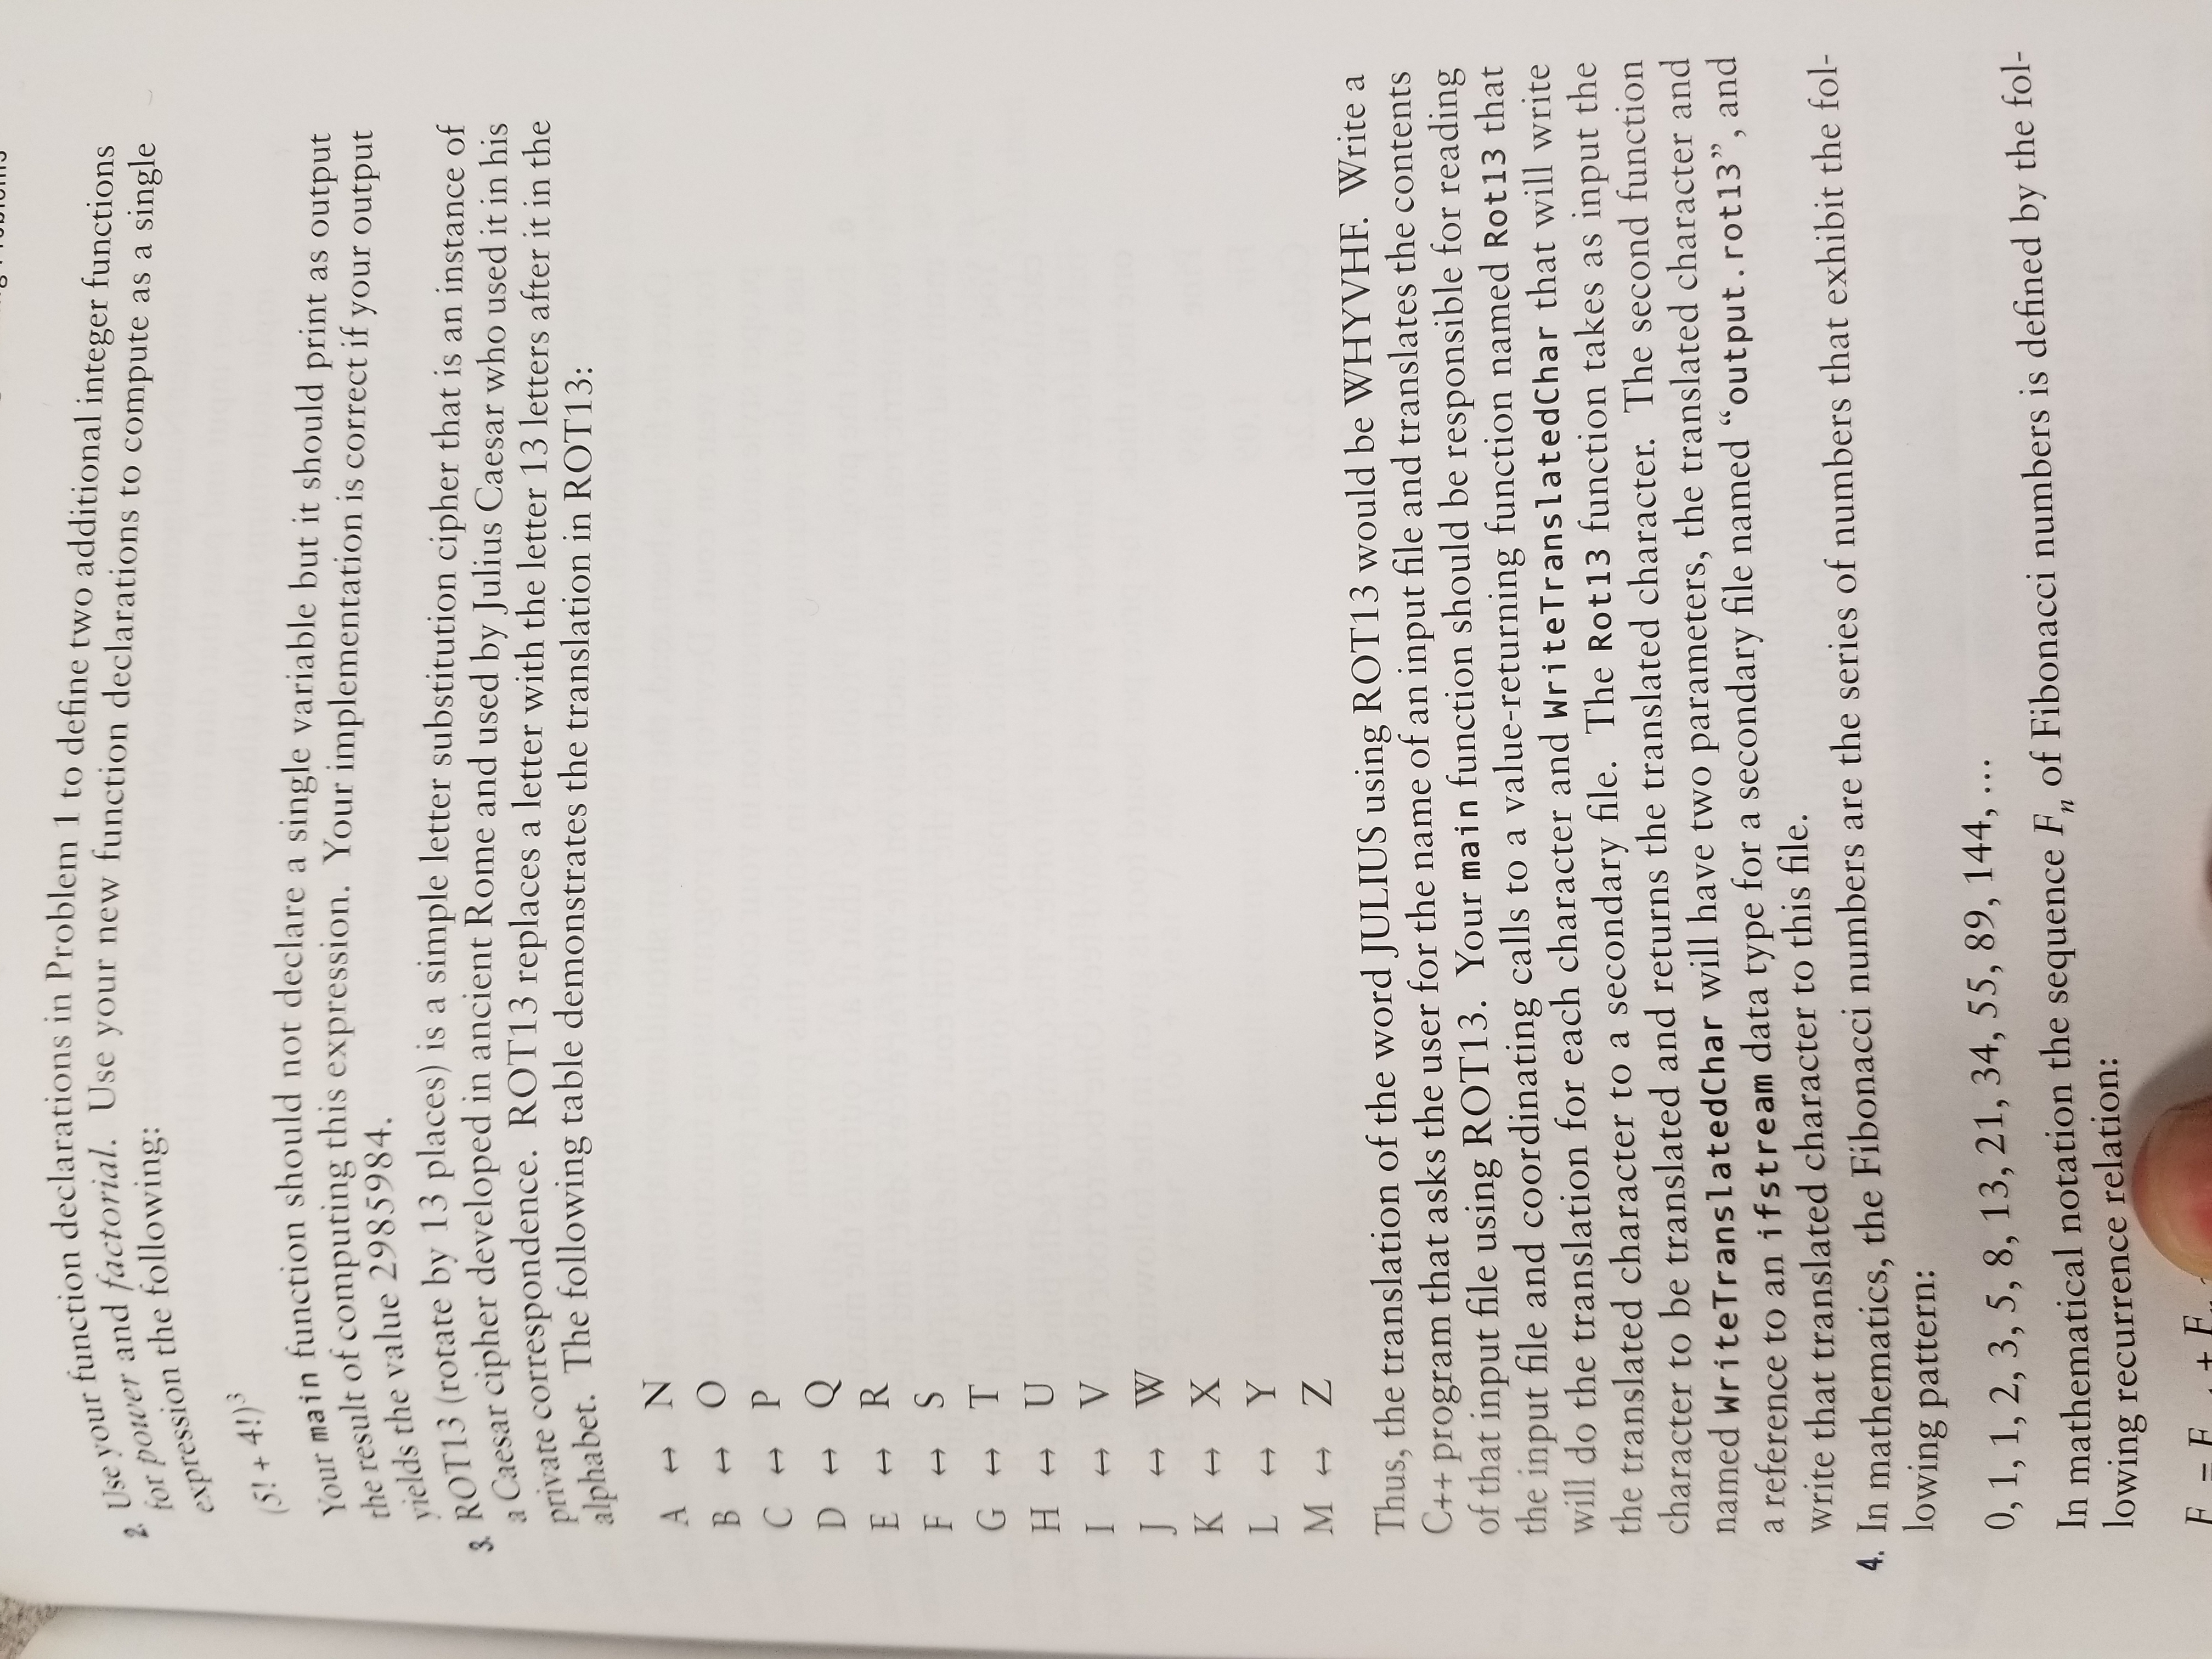 Problems
2. Use your function declarations in Problem 1 to define two additional integer functions
for power and factorial. Use your new function declarations to compute as a single
expression the following:
(5! + 4!)³
Your main function should not declare a single variable but it should print as output
the result of computing this expression. Your implementation is correct if your output
yields the value 2985984.
3. ROT13 (rotate by 13 places) is a simple letter substitution cipher that is an instance of
a Caesar cipher developed in ancient Rome and used by Julius Caesar who used it in his
private correspondence. ROT13 replaces a letter with the letter 13 letters after it in the
alphabet. The following table demonstrates the translation in ROT13:
A ↔ N
B ↔ O
C ↔ P
D ↔ Q
E ↔ R
F ↔ S
G ↔ T
H ↔ U
I ↔ V
J ↔ W
K ↔ X
L ↔ Y
M ↔ Z
Thus, the translation of the word JULIUS using ROT13 would be WHYVHF. Write a
C++ program that asks the user for the name of an input file and translates the contents
of that input file using ROT13. Your main function should be responsible for reading
the input file and coordinating calls to a value-returning function named Rot13 that
will do the translation for each character and WriteTranslatedChar that will write
the translated character to a secondary file. The Rot13 function takes as input the
character to be translated and returns the translated character. The second function
named WriteTranslatedChar will have two parameters, the translated character and
a reference to an ifstream data type for a secondary file named “output.rot13”, and
write that translated character to this file.
4. In mathematics, the Fibonacci numbers are the series of numbers that exhibit the fol-
lowing pattern:
0, 1, 1, 2, 3, 5, 8, 13, 21, 34, 55, 89, 144, …
In mathematical notation the sequence Fₙ of Fibonacci numbers is defined by the fol-
lowing recurrence relation:
F = F + F